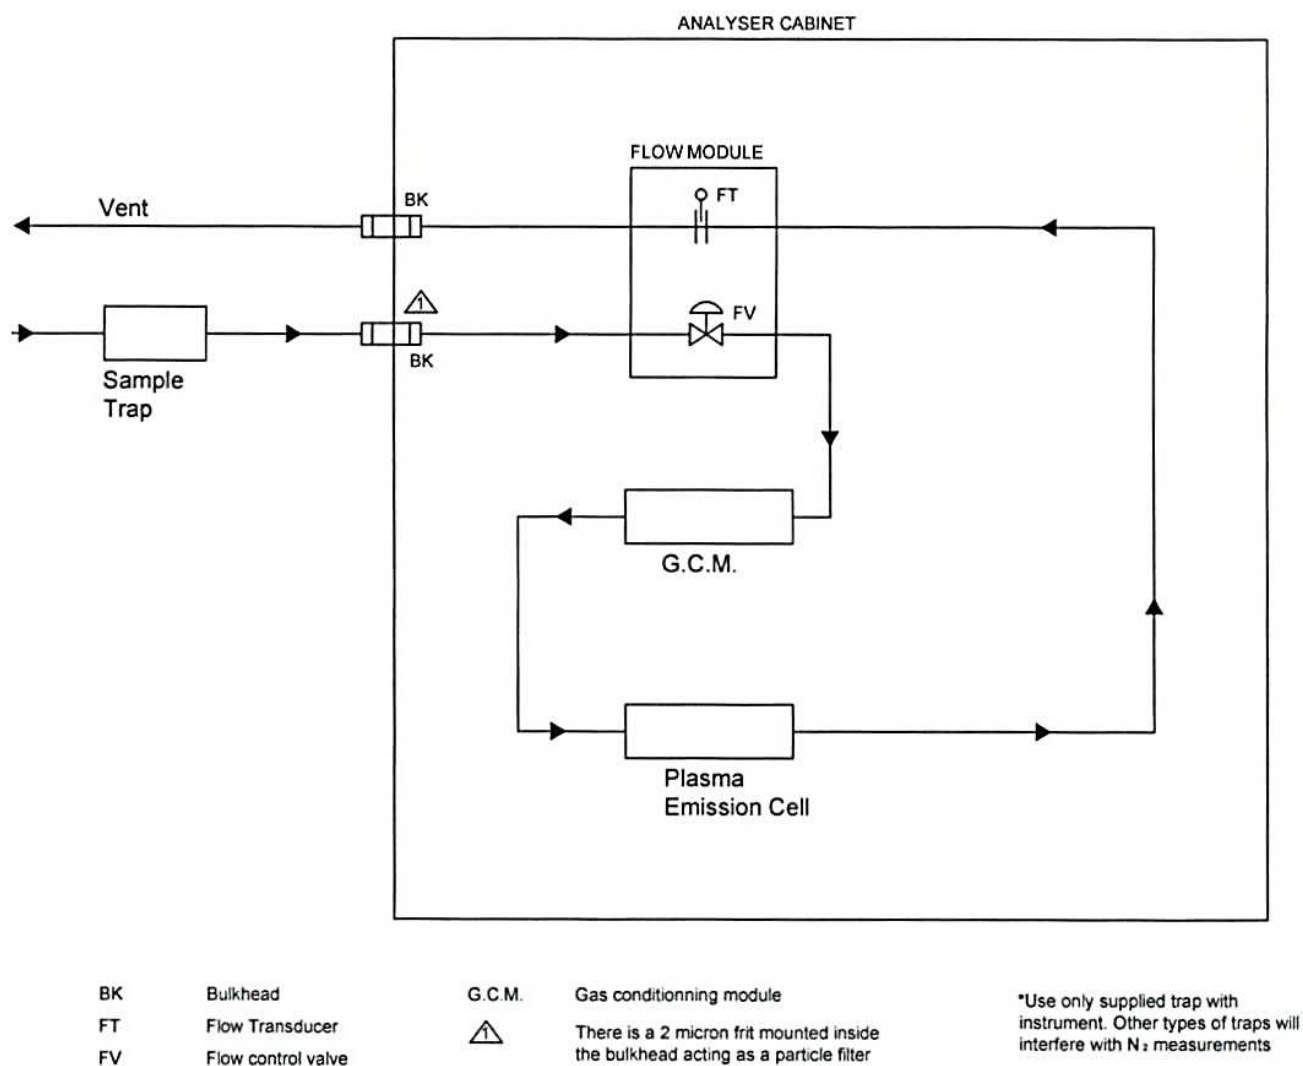 ANALYSER CABINET
FLOW MODULE
FT
BK
Vent
1
FV
BK
Sample
Trap
G.C.M.
Plasma
Emission Cell
BK Bulkhead
FT Flow Transducer
FV Flow control valve
G.C.M. Gas conditionning module
1 There is a 2 micron frit mounted inside
the bulkhead acting as a particle filter
*Use only supplied trap with
instrument. Other types of traps will
interfere with N₂ measurements